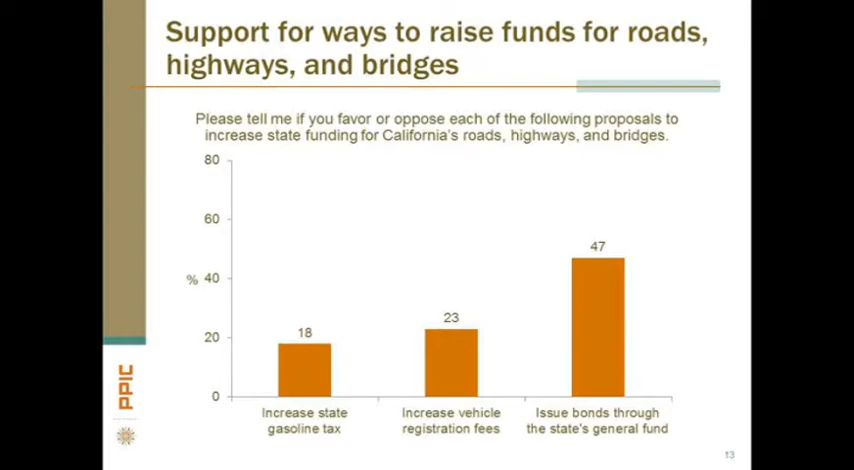 Support for ways to raise funds for roads,
highways, and bridges
Please tell me if you favor or oppose each of the following proposals to
increase state funding for California's roads, highways, and bridges.
80
60
% 40
20
0
18
23
47
Increase state
gasoline tax
Increase vehicle
registration fees
Issue bonds through
the state's general fund
PPIC
13